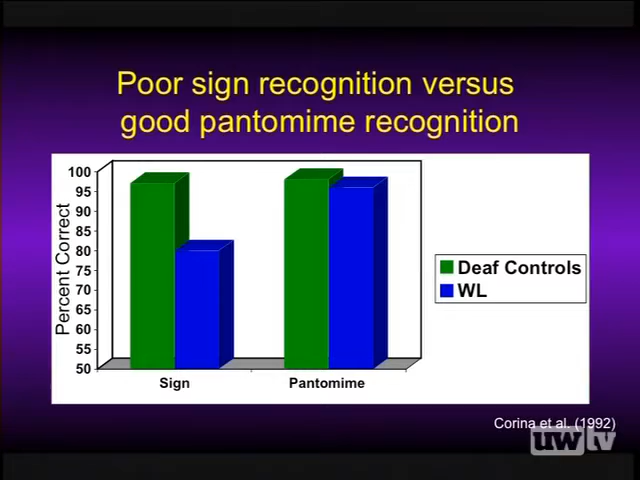 Poor sign recognition versus
good pantomime recognition
Percent Correct
100
95
90
85
80
75
70
65
60
55
50
Sign
Pantomime
Deaf Controls
WL
Corina et al. (1992)
uwtv